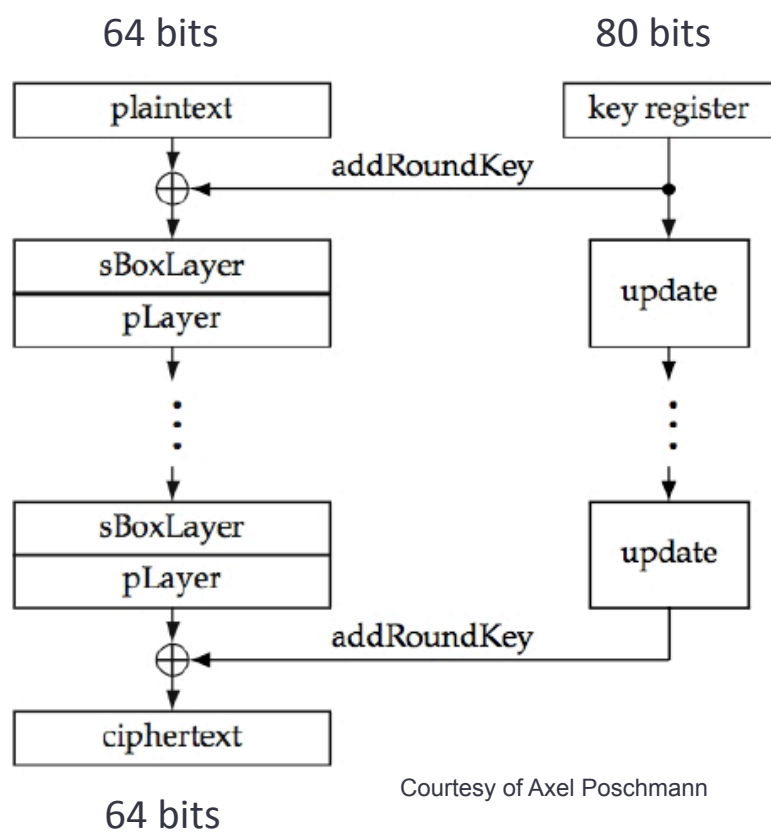 64 bits
80 bits
plaintext
key register
addRoundKey
sBoxLayer
pLayer
update
sBoxLayer
pLayer
update
addRoundKey
ciphertext
Courtesy of Axel Poschmann
64 bits